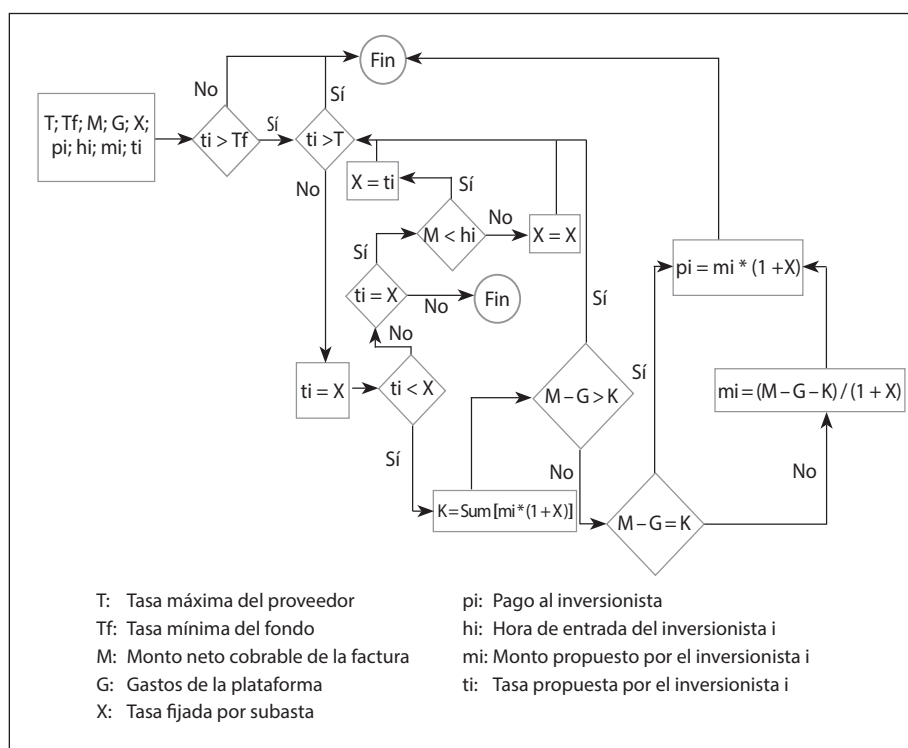 Fin
No
Sí
T; Tf; M; G; X;
pi; hi; mi; ti
ti > Tf
Sí
ti >T
No
X = ti
Sí
M < hi
No
X = X
Sí
ti = X
No
Fin
Sí
pi = mi * (1 +X)
No
ti = X
ti < X
M – G > K
Sí
mi = (M – G – K) / (1 + X)
Sí
No
No
K = Sum [mi * (1 + X)]
M – G = K
T: Tasa máxima del proveedor
Tf: Tasa mínima del fondo
M: Monto neto cobrable de la factura
G: Gastos de la plataforma
X: Tasa fijada por subasta
pi: Pago al inversionista
hi: Hora de entrada del inversionista i
mi: Monto propuesto por el inversionista i
ti: Tasa propuesta por el inversionista i